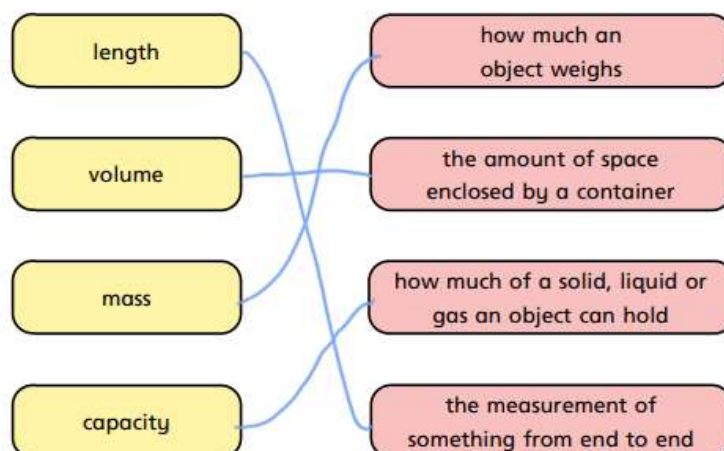 length
how much an
object weighs
volume
the amount of space
enclosed by a container
mass
how much of a solid, liquid or
gas an object can hold
capacity
the measurement of
something from end to end